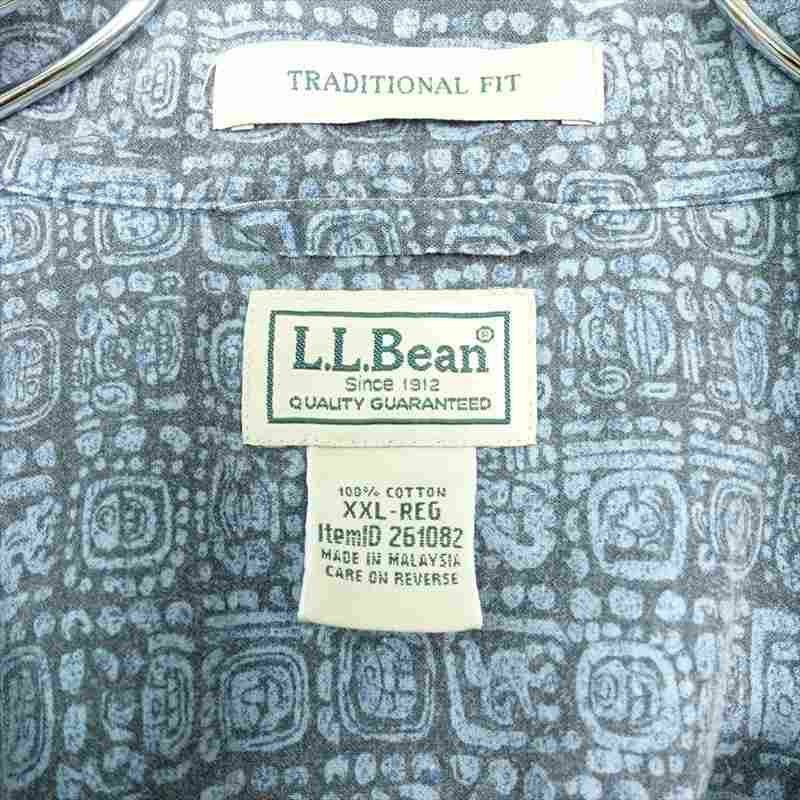 TRADITIONAL FIT
L.L.Bean®
Since 1912
QUALITY GUARANTEED
100% COTTON
XXL-REG
ItemID 261082
MADE IN MALAYSIA
CARE ON REVERSE